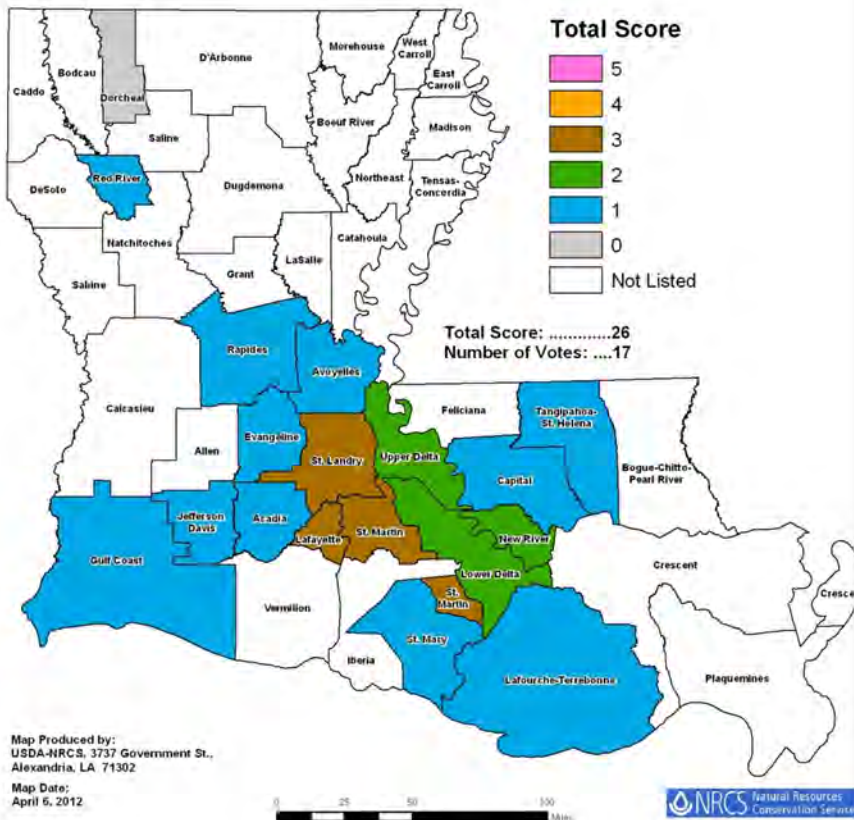 Total Score
5
4
3
2
1
0
Not Listed
Total Score: .............26
Number of Votes: ....17
Caddo
Bodcau
Dorcheat
D'Arbonne
Morehouse
West
Carroll
East
Carroll
Saline
Boeuf River
Madison
Red River
DeSoto
Dugdemona
Northeast
Tensas-
Concordia
Natchitoches
Sabine
Grant
LaSalle
Catahoula
Rapides
Avoyelles
Calcasieu
Allen
Evangeline
St. Landry
Upper Delta
Feliciana
Tangipahoa-
St. Helena
Capital
Bogue-Chitto-
Pearl River
Gulf Coast
Jefferson
Davis
Acadia
Lafayette
St. Martin
New River
Lower Delta
Crescent
Cresce
Vermilion
St.
Martin
St. Mary
Iberia
Lafourche-Terrebonne
Plaquemines
Map Produced by:
USDA-NRCS, 3737 Government St.,
Alexandria, LA 71302
Map Date:
April 6, 2012
0 25 50 100
Miles
NRCS Natural Resources
Conservation Service